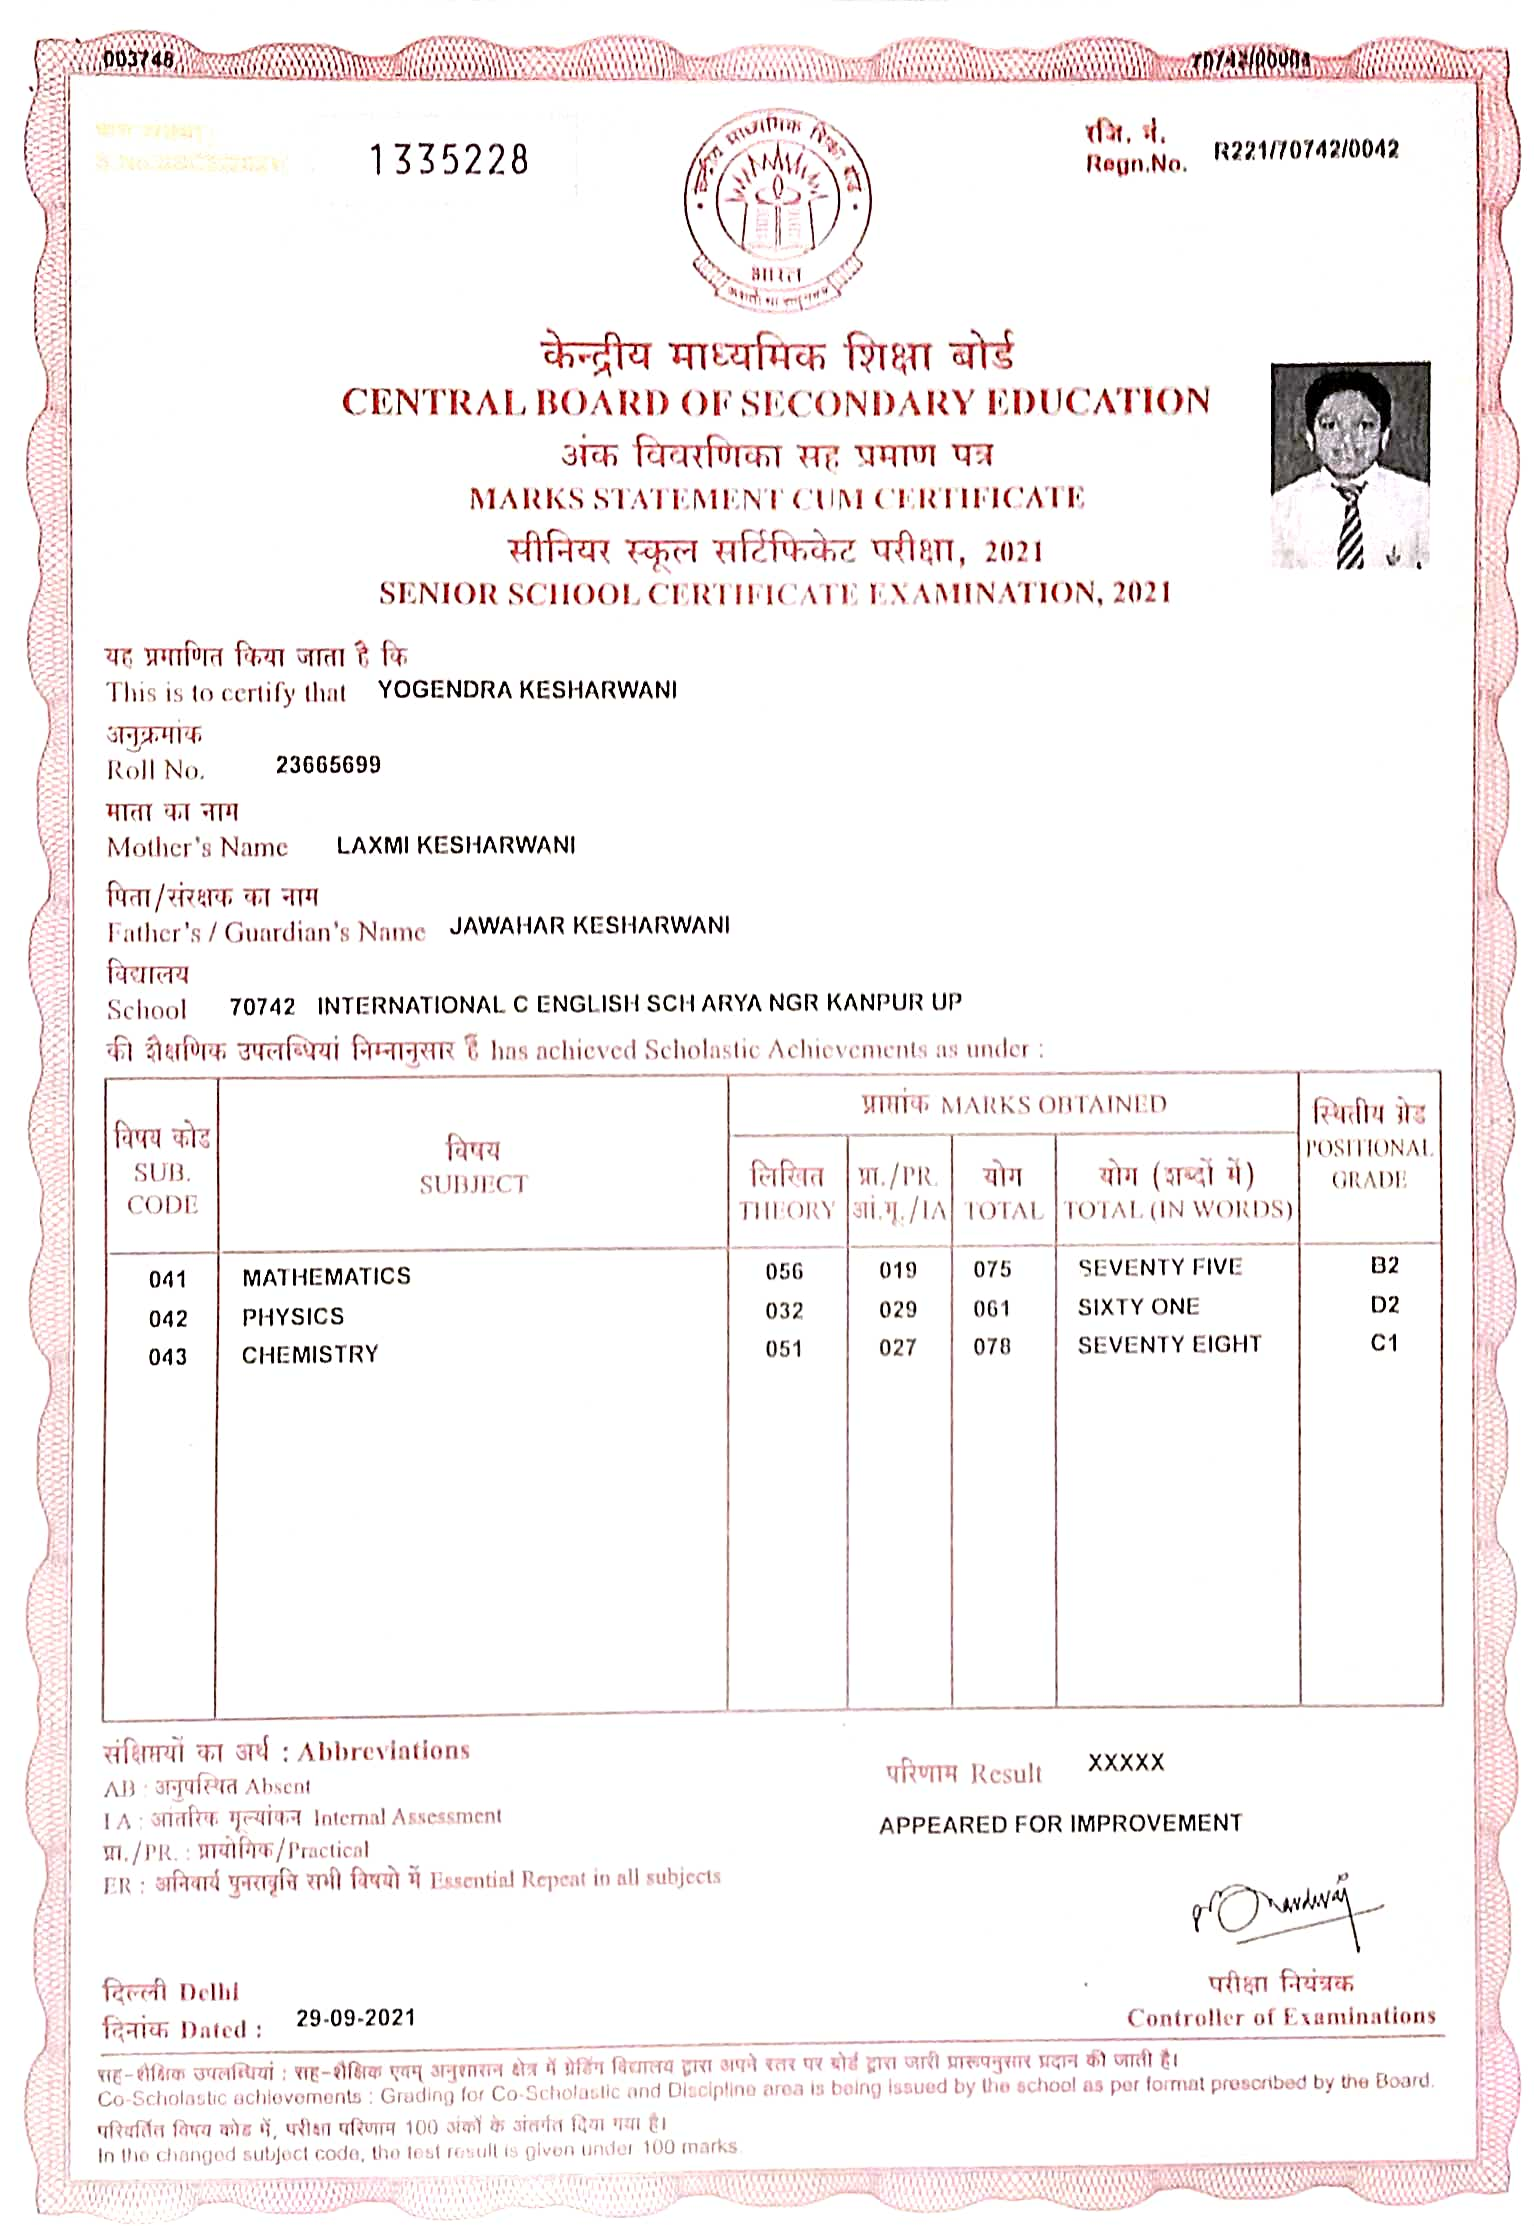 003748
70742/00004
1335228
रजि. नं.
Regn.No. R221/70742/0042
केन्द्रीय माध्यमिक शिक्षा बोर्ड
भारत
असतो मा सद्गमय
केन्द्रीय माध्यमिक शिक्षा बोर्ड
CENTRAL BOARD OF SECONDARY EDUCATION
अंक विवरणिका सह प्रमाण पत्र
MARKS STATEMENT CUM CERTIFICATE
सीनियर स्कूल सर्टिफिकेट परीक्षा, 2021
SENIOR SCHOOL CERTIFICATE EXAMINATION, 2021
यह प्रमाणित किया जाता है कि
This is to certify that YOGENDRA KESHARWANI
अनुक्रमांक
Roll No. 23665699
माता का नाम
Mother's Name LAXMI KESHARWANI
पिता/संरक्षक का नाम
Father's / Guardian's Name JAWAHAR KESHARWANI
विद्यालय
School 70742 INTERNATIONAL C ENGLISH SCH ARYA NGR KANPUR UP
की शैक्षणिक उपलब्धियां निम्नानुसार हैं has achieved Scholastic Achievements as under :
विषय कोड SUB. CODE
विषय SUBJECT
प्राप्तांक MARKS OBTAINED
लिखित THEORY
प्रा./PR. आं.मू./IA
योग TOTAL
योग (शब्दों में) TOTAL (IN WORDS)
स्थितीय ग्रेड POSITIONAL GRADE
041 MATHEMATICS 056 019 075 SEVENTY FIVE B2
042 PHYSICS 032 029 061 SIXTY ONE D2
043 CHEMISTRY 051 027 078 SEVENTY EIGHT C1
संक्षिप्तयों का अर्थ : Abbreviations
AB : अनुपस्थित Absent
IA : आंतरिक मूल्यांकन Internal Assessment
प्रा./PR. : प्रायोगिक/Practical
ER : अनिवार्य पुनरावृत्ति सभी विषयो में Essential Repeat in all subjects
परिणाम Result XXXXX
APPEARED FOR IMPROVEMENT
दिल्ली Delhi
दिनांक Dated : 29-09-2021
परीक्षा नियंत्रक
Controller of Examinations
सह-शैक्षिक उपलब्धियां : सह-शैक्षिक एवम् अनुशासन क्षेत्र में ग्रेडिंग विद्यालय द्वारा अपने स्तर पर बोर्ड द्वारा जारी प्रारूपनुसार प्रदान की जाती है।
Co-Scholastic achievements : Grading for Co-Scholastic and Discipline area is being issued by the school as per format prescribed by the Board.
परिवर्तित विषय कोड में, परीक्षा परिणाम 100 अंकों के अंतर्गत दिया गया है।
In the changed subject code, the test result is given under 100 marks.